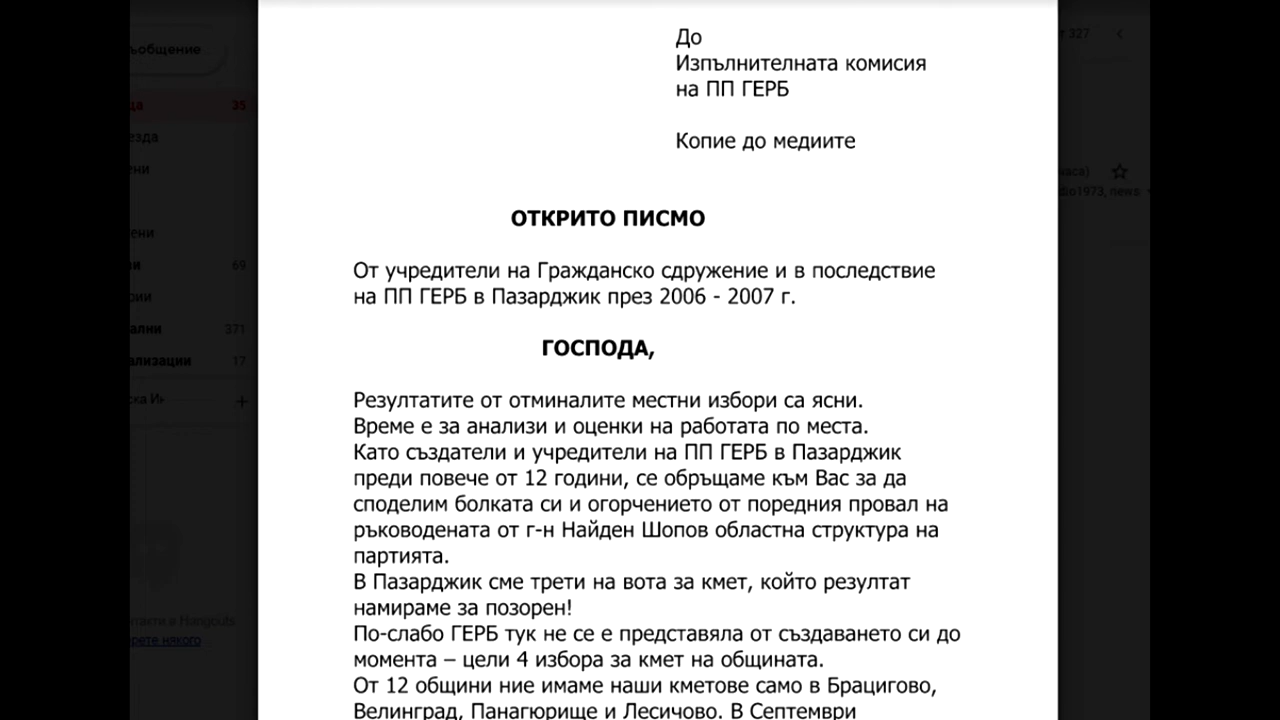 До
Изпълнителната комисия
на ПП ГЕРБ
Копие до медиите
ОТКРИТО ПИСМО
От учредители на Гражданско сдружение и в последствие
на ПП ГЕРБ в Пазарджик през 2006 - 2007 г.
ГОСПОДА,
Резултатите от отминалите местни избори са ясни.
Време е за анализи и оценки на работата по места.
Като създатели и учредители на ПП ГЕРБ в Пазарджик
преди повече от 12 години, се обръщаме към Вас за да
споделим болката си и огорчението от поредния провал на
ръководената от г-н Найден Шопов областна структура на
партията.
В Пазарджик сме трети на вота за кмет, който резултат
намираме за позорен!
По-слабо ГЕРБ тук не се е представяла от създаването си до
момента – цели 4 избора за кмет на общината.
От 12 общини ние имаме наши кметове само в Брацигово,
Велинград, Панагюрище и Лесичово. В Септември
35
69
371
17
327
news